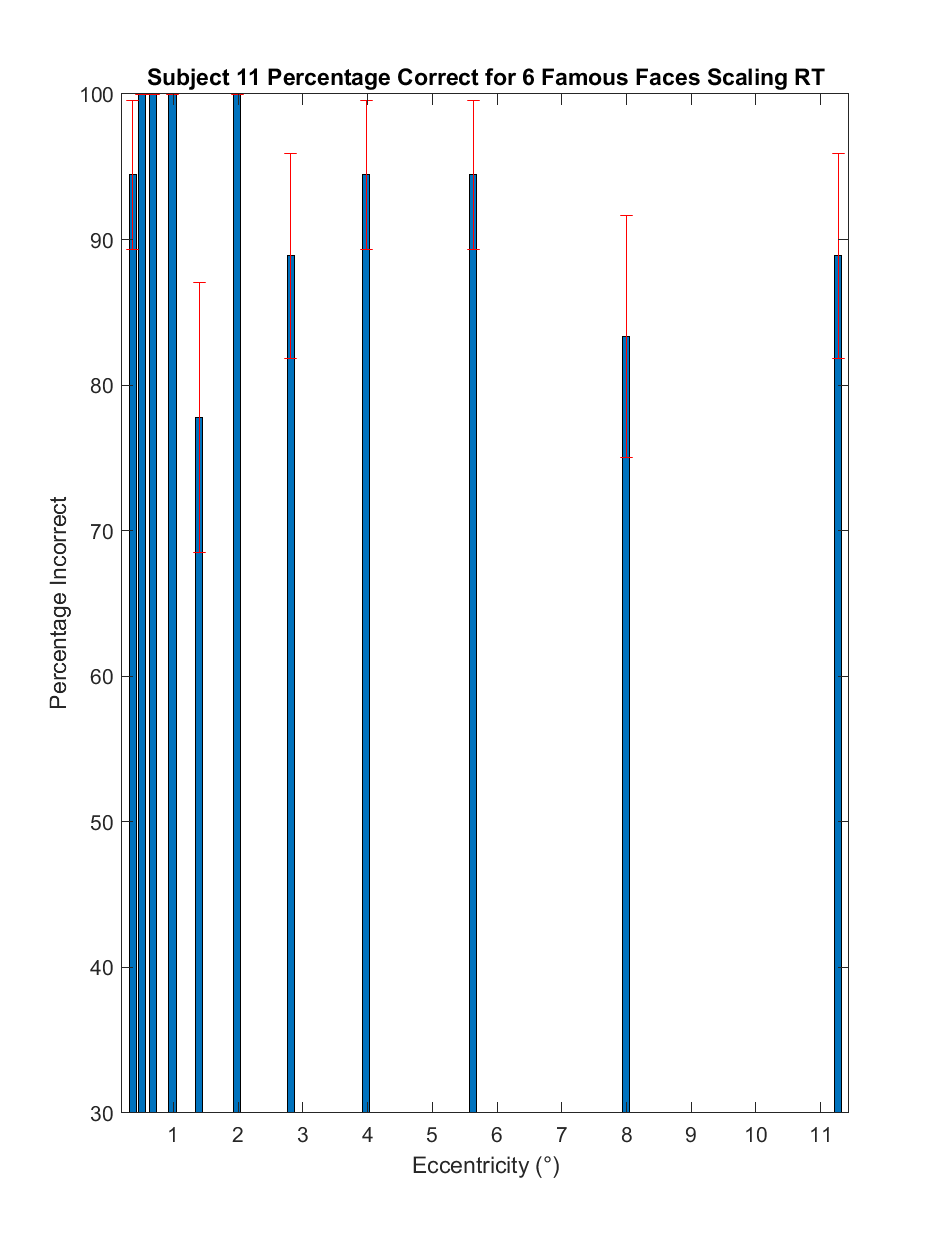 Subject 11 Percentage Correct for 6 Famous Faces Scaling RT
100
90
80
70
60
50
40
30
Percentage Incorrect
1 2 3 4 5 6 7 8 9 10 11
Eccentricity (°)